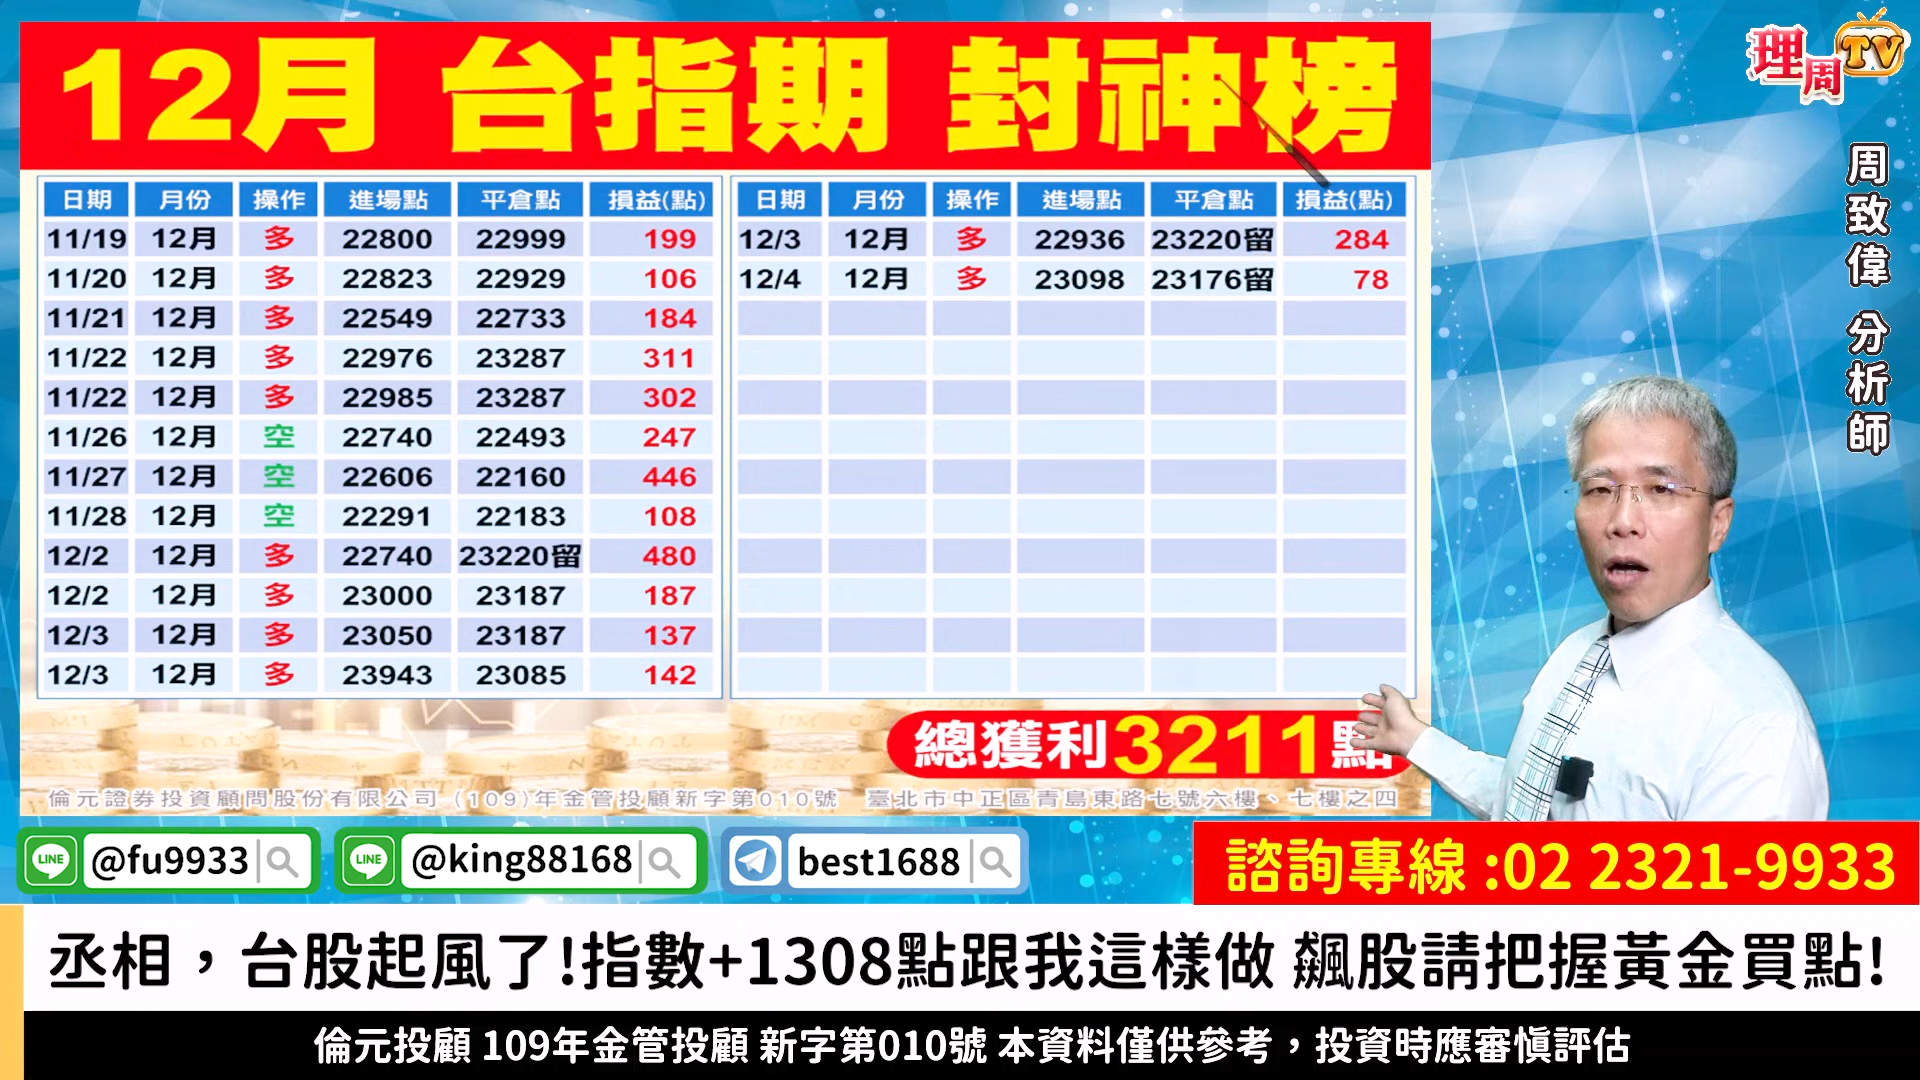 12月 台指期 封神榜
理周TV
周致偉 分析師
日期 月份 操作 進場點 平倉點 損益(點)
11/19 12月 多 22800 22999 199
11/20 12月 多 22823 22929 106
11/21 12月 多 22549 22733 184
11/22 12月 多 22976 23287 311
11/22 12月 多 22985 23287 302
11/26 12月 空 22740 22493 247
11/27 12月 空 22606 22160 446
11/28 12月 空 22291 22183 108
12/2 12月 多 22740 23220留 480
12/2 12月 多 23000 23187 187
12/3 12月 多 23050 23187 137
12/3 12月 多 23943 23085 142
日期 月份 操作 進場點 平倉點 損益(點)
12/3 12月 多 22936 23220留 284
12/4 12月 多 23098 23176留 78
總獲利3211點
倫元證券投資顧問股份有限公司 (109)年金管投顧新字第010號 臺北市中正區青島東路七號六樓、七樓之四
LINE @fu9933
LINE @king88168
best1688
諮詢專線 :02 2321-9933
丞相，台股起風了!指數+1308點跟我這樣做 飆股請把握黃金買點!
倫元投顧 109年金管投顧 新字第010號 本資料僅供參考，投資時應審慎評估